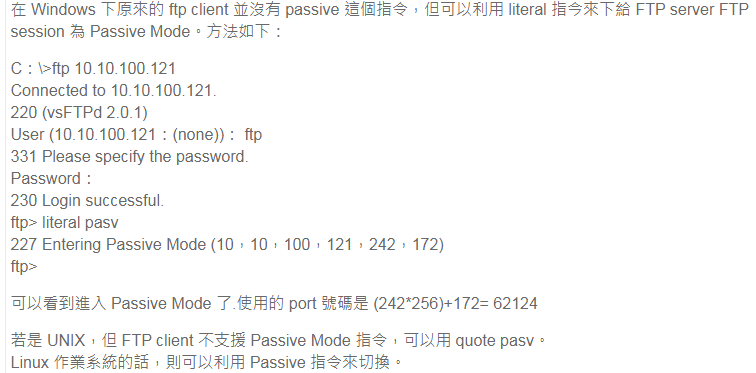 在 Windows 下原來的 ftp client 並沒有 passive 這個指令，但可以利用 literal 指今來下給 FTP server FTP
session 為 Passive Mode。方法如下：
C：\>ftp 10.10.100.121
Connected to 10.10.100.121.
220 (vsFTPd 2.0.1)
User (10.10.100.121：(none))： ftp
331 Please specify the password.
Password：
230 Login successful.
ftp> literal pasv
227 Entering Passive Mode (10，10，100，121，242，172)
ftp>
可以看到進入 Passive Mode 了.使用的 port 號碼是 (242*256)+172= 62124
若是 UNIX，但 FTP client 不支援 Passive Mode 指令，可以用 quote pasv。
Linux 作業系統的話，則可以利用 Passive 指令來切換。